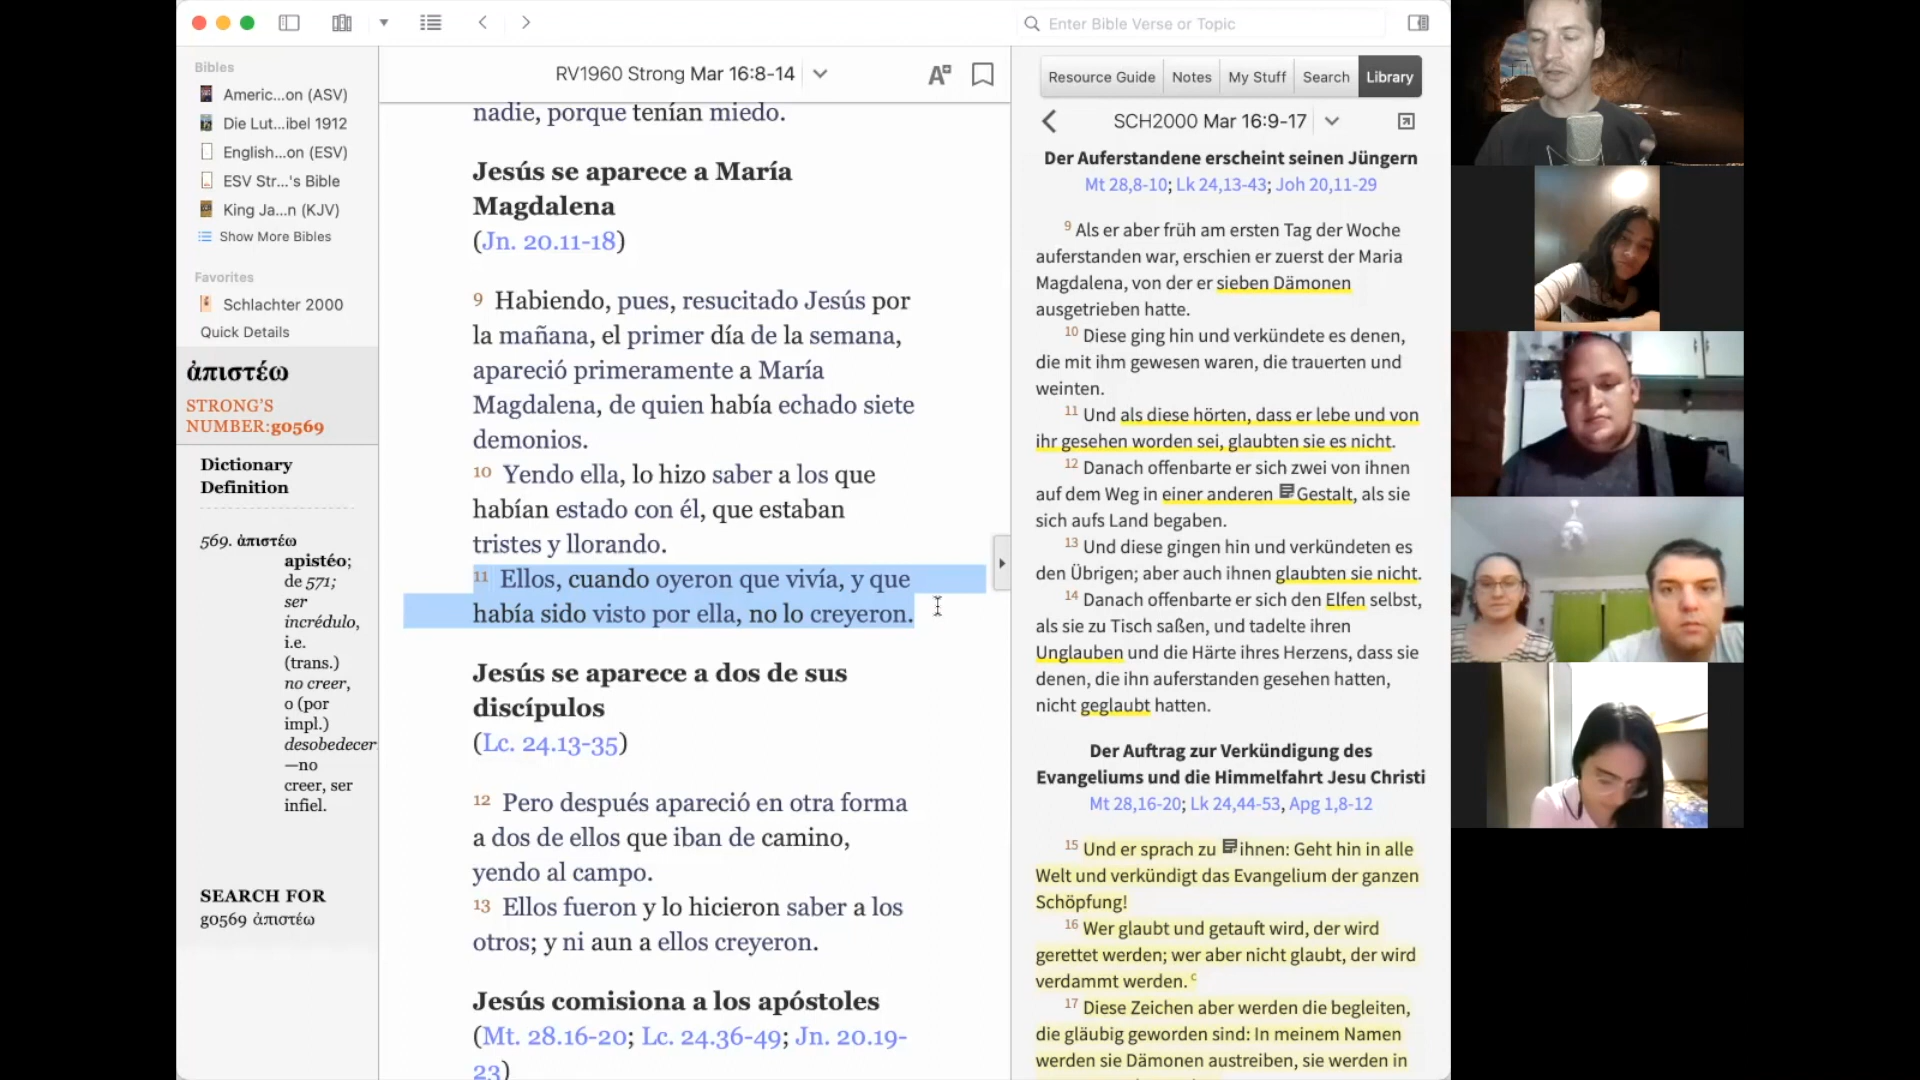 Enter Bible Verse or Topic
Bibles
Americ...on (ASV)
Die Lut...ibel 1912
English...on (ESV)
ESV Str...'s Bible
King Ja...n (KJV)
Show More Bibles
Favorites
Schlachter 2000
Quick Details
ἀπιστέω
STRONG'S
NUMBER:g0569
Dictionary
Definition
569. ἀπιστέω
apistéo;
de 571;
ser
incrédulo,
i.e.
(trans.)
no creer,
o (por
impl.)
desobedecer
—no
creer, ser
infiel.
SEARCH FOR
g0569 ἀπιστέω
RV1960 Strong Mar 16:8-14
nadie, porque tenían miedo.
Jesús se aparece a María
Magdalena
(Jn. 20.11-18)
9 Habiendo, pues, resucitado Jesús por
la mañana, el primer día de la semana,
apareció primeramente a María
Magdalena, de quien había echado siete
demonios.
10 Yendo ella, lo hizo saber a los que
habían estado con él, que estaban
tristes y llorando.
11 Ellos, cuando oyeron que vivía, y que
había sido visto por ella, no lo creyeron.
Jesús se aparece a dos de sus
discípulos
(Lc. 24.13-35)
12 Pero después apareció en otra forma
a dos de ellos que iban de camino,
yendo al campo.
13 Ellos fueron y lo hicieron saber a los
otros; y ni aun a ellos creyeron.
Jesús comisiona a los apóstoles
(Mt. 28.16-20; Lc. 24.36-49; Jn. 20.19-
23)
Resource Guide Notes My Stuff Search Library
SCH2000 Mar 16:9-17
Der Auferstandene erscheint seinen Jüngern
Mt 28,8-10; Lk 24,13-43; Joh 20,11-29
9 Als er aber früh am ersten Tag der Woche
auferstanden war, erschien er zuerst der Maria
Magdalena, von der er sieben Dämonen
ausgetrieben hatte.
10 Diese ging hin und verkündete es denen,
die mit ihm gewesen waren, die trauerten und
weinten.
11 Und als diese hörten, dass er lebe und von
ihr gesehen worden sei, glaubten sie es nicht.
12 Danach offenbarte er sich zwei von ihnen
auf dem Weg in einer anderen Gestalt, als sie
sich aufs Land begaben.
13 Und diese gingen hin und verkündeten es
den Übrigen; aber auch ihnen glaubten sie nicht.
14 Danach offenbarte er sich den Elfen selbst,
als sie zu Tisch saßen, und tadelte ihren
Unglauben und die Härte ihres Herzens, dass sie
denen, die ihn auferstanden gesehen hatten,
nicht geglaubt hatten.
Der Auftrag zur Verkündigung des
Evangeliums und die Himmelfahrt Jesu Christi
Mt 28,16-20; Lk 24,44-53, Apg 1,8-12
15 Und er sprach zu ihnen: Geht hin in alle
Welt und verkündigt das Evangelium der ganzen
Schöpfung!
16 Wer glaubt und getauft wird, der wird
gerettet werden; wer aber nicht glaubt, der wird
verdammt werden. c
17 Diese Zeichen aber werden die begleiten,
die gläubig geworden sind: In meinem Namen
werden sie Dämonen austreiben, sie werden in